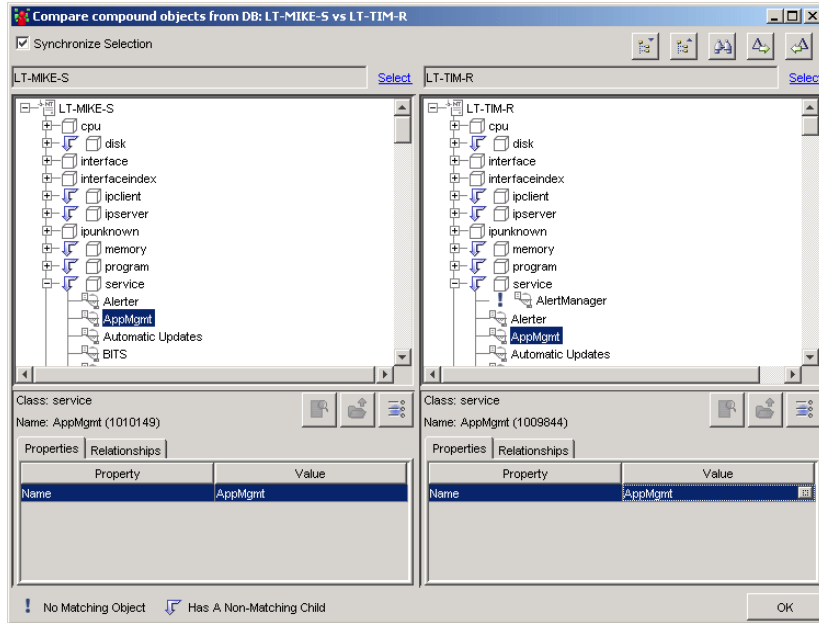 Compare compound objects from DB: LT-MIKE-S vs LT-TIM-R
Synchronize Selection
LT-MIKE-S Select
LT-MIKE-S
cpu
disk
interface
interfaceindex
ipclient
ipserver
ipunknown
memory
program
service
Alerter
AppMgmt
Automatic Updates
BITS
Class: service
Name: AppMgmt (1010149)
Properties Relationships
Property Value
Name AppMgmt
LT-TIM-R Select
LT-TIM-R
cpu
disk
interface
interfaceindex
ipclient
ipserver
ipunknown
memory
program
service
! AlertManager
Alerter
AppMgmt
Automatic Updates
Class: service
Name: AppMgmt (1009844)
Properties Relationships
Property Value
Name AppMgmt
! No Matching Object Has A Non-Matching Child
OK